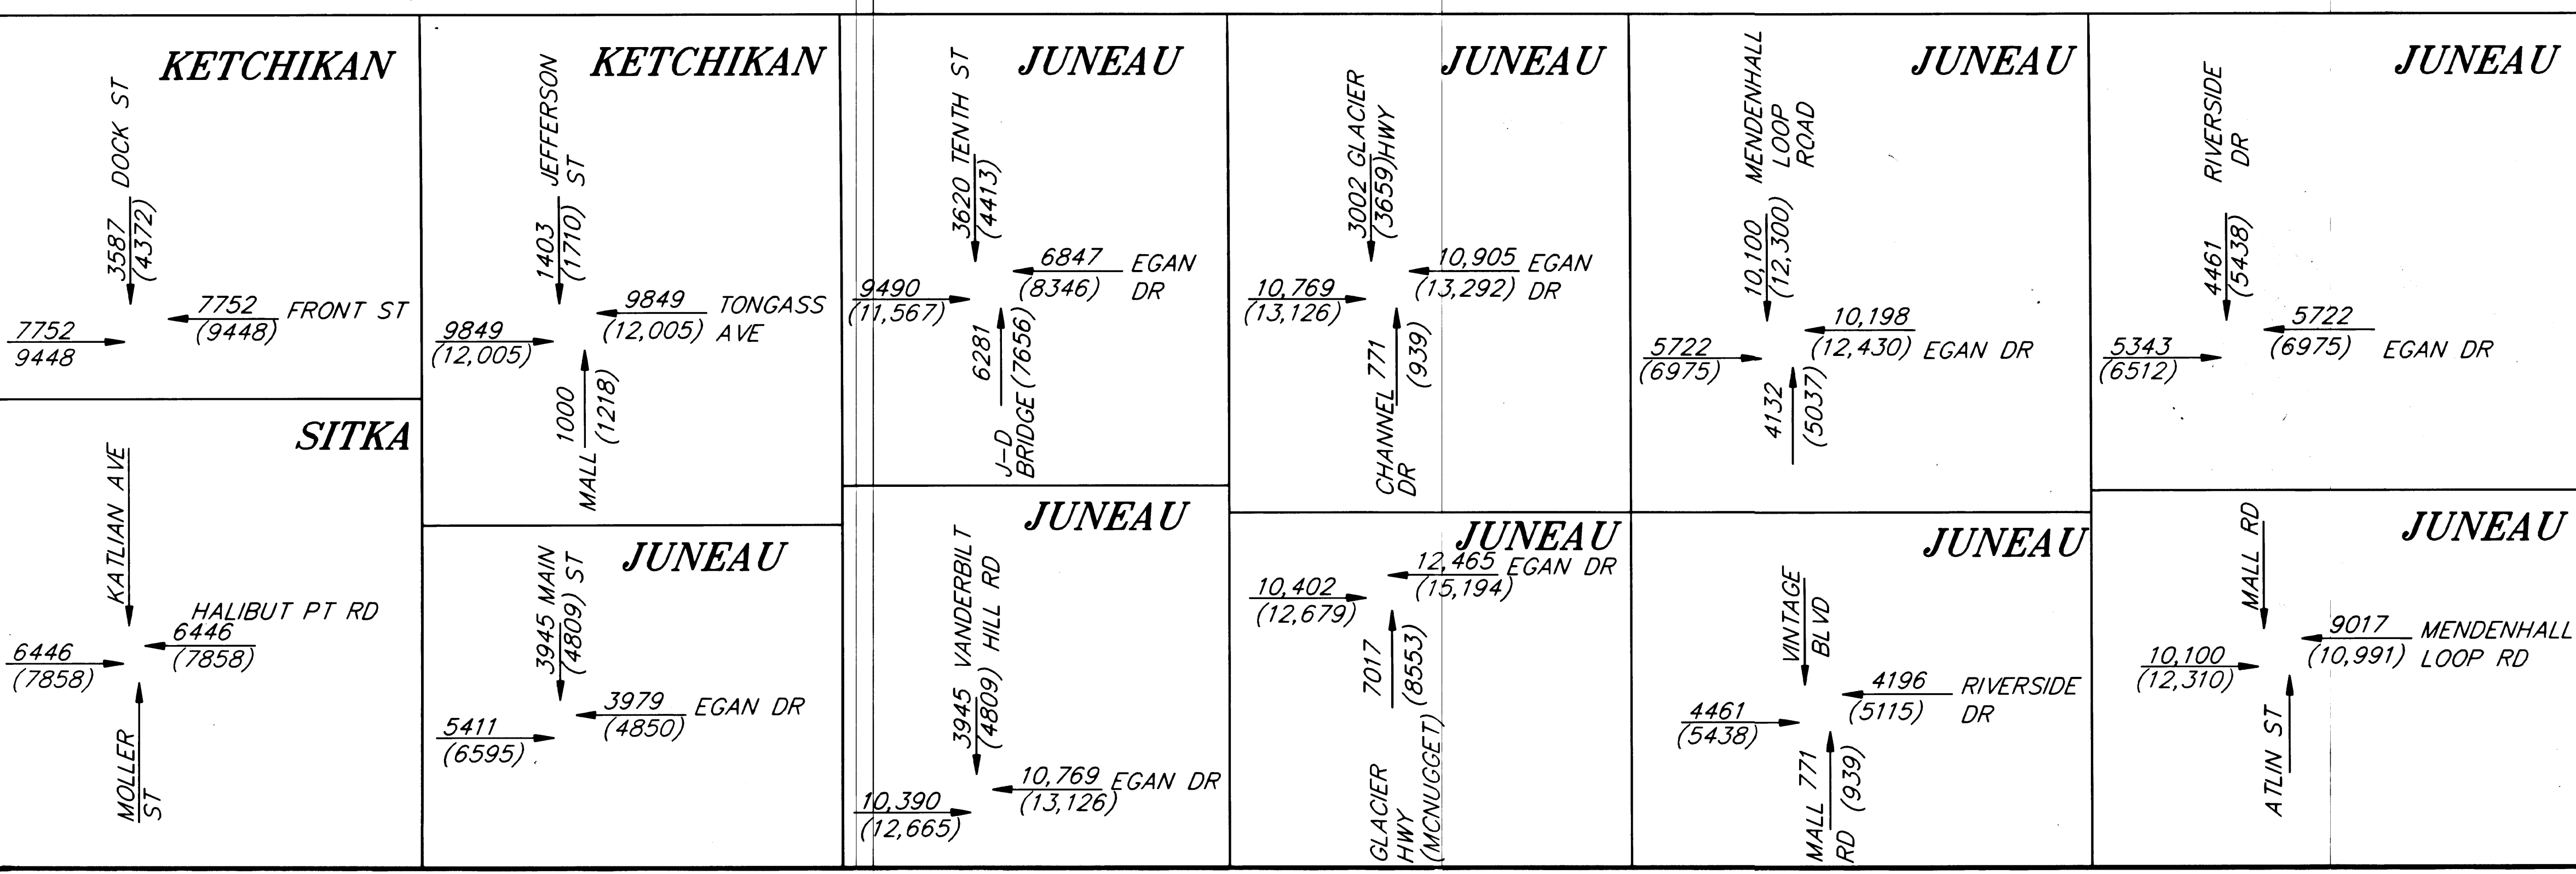 KETCHIKAN
3587 DOCK ST
(4372)
7752
(9448)
FRONT ST
7752
9448
KETCHIKAN
1403 JEFFERSON
(1710) ST
9849
(12,005)
TONGASS
AVE
9849
(12,005)
MALL 1000
(1218)
JUNEAU
3620 TENTH ST
(4413)
6847
(8346)
EGAN
DR
9490
(11,567)
6281
J-D
BRIDGE (7656)
JUNEAU
3002 GLACIER
(3659) HWY
10,905
(13,292)
EGAN
DR
10,769
(13,126)
CHANNEL 771
DR (939)
JUNEAU
10,100 MENDENHALL
(12,300) LOOP
ROAD
10,198
(12,430)
EGAN DR
5722
(6975)
4132
(5037)
JUNEAU
4461 RIVERSIDE
(5438) DR
5722
(6975)
EGAN DR
5343
(6512)
SITKA
KATLIAN AVE
HALIBUT PT RD
6446
(7858)
6446
(7858)
MOLLER
ST
JUNEAU
3945 MAIN
(4809) ST
3979
(4850)
EGAN DR
5411
(6595)
JUNEAU
3945 VANDERBILT
(4809) HILL RD
10,769
(13,126)
EGAN DR
10,390
(12,665)
JUNEAU
12,465
(15,194)
EGAN DR
10,402
(12,679)
7017
(8553)
GLACIER
HWY
(MCNUGGET)
JUNEAU
VINTAGE
BLVD
4196
(5115)
RIVERSIDE
DR
4461
(5438)
MALL 771
RD (939)
JUNEAU
MALL RD
9017
(10,991)
MENDENHALL
LOOP RD
10,100
(12,310)
ATLIN ST